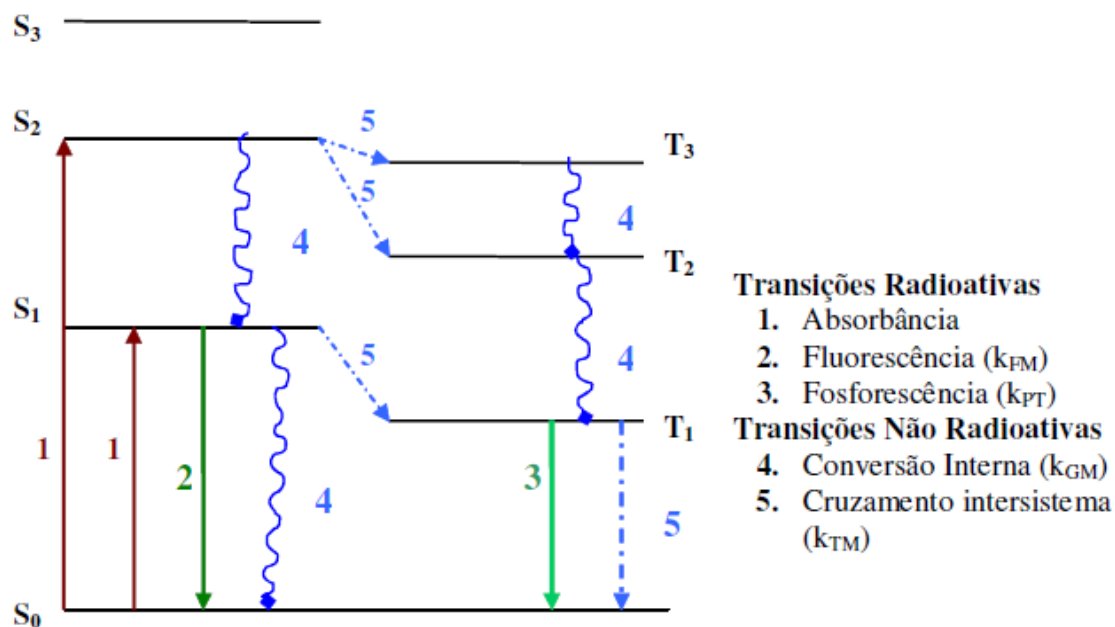 S3
S2
5
T3
5
4
4
T2
S1
5
4
T1
1
1
2
4
3
5
S0
Transições Radioativas
1. Absorbância
2. Fluorescência (kFM)
3. Fosforescência (kPT)
Transições Não Radioativas
4. Conversão Interna (kGM)
5. Cruzamento intersistema
(kTM)